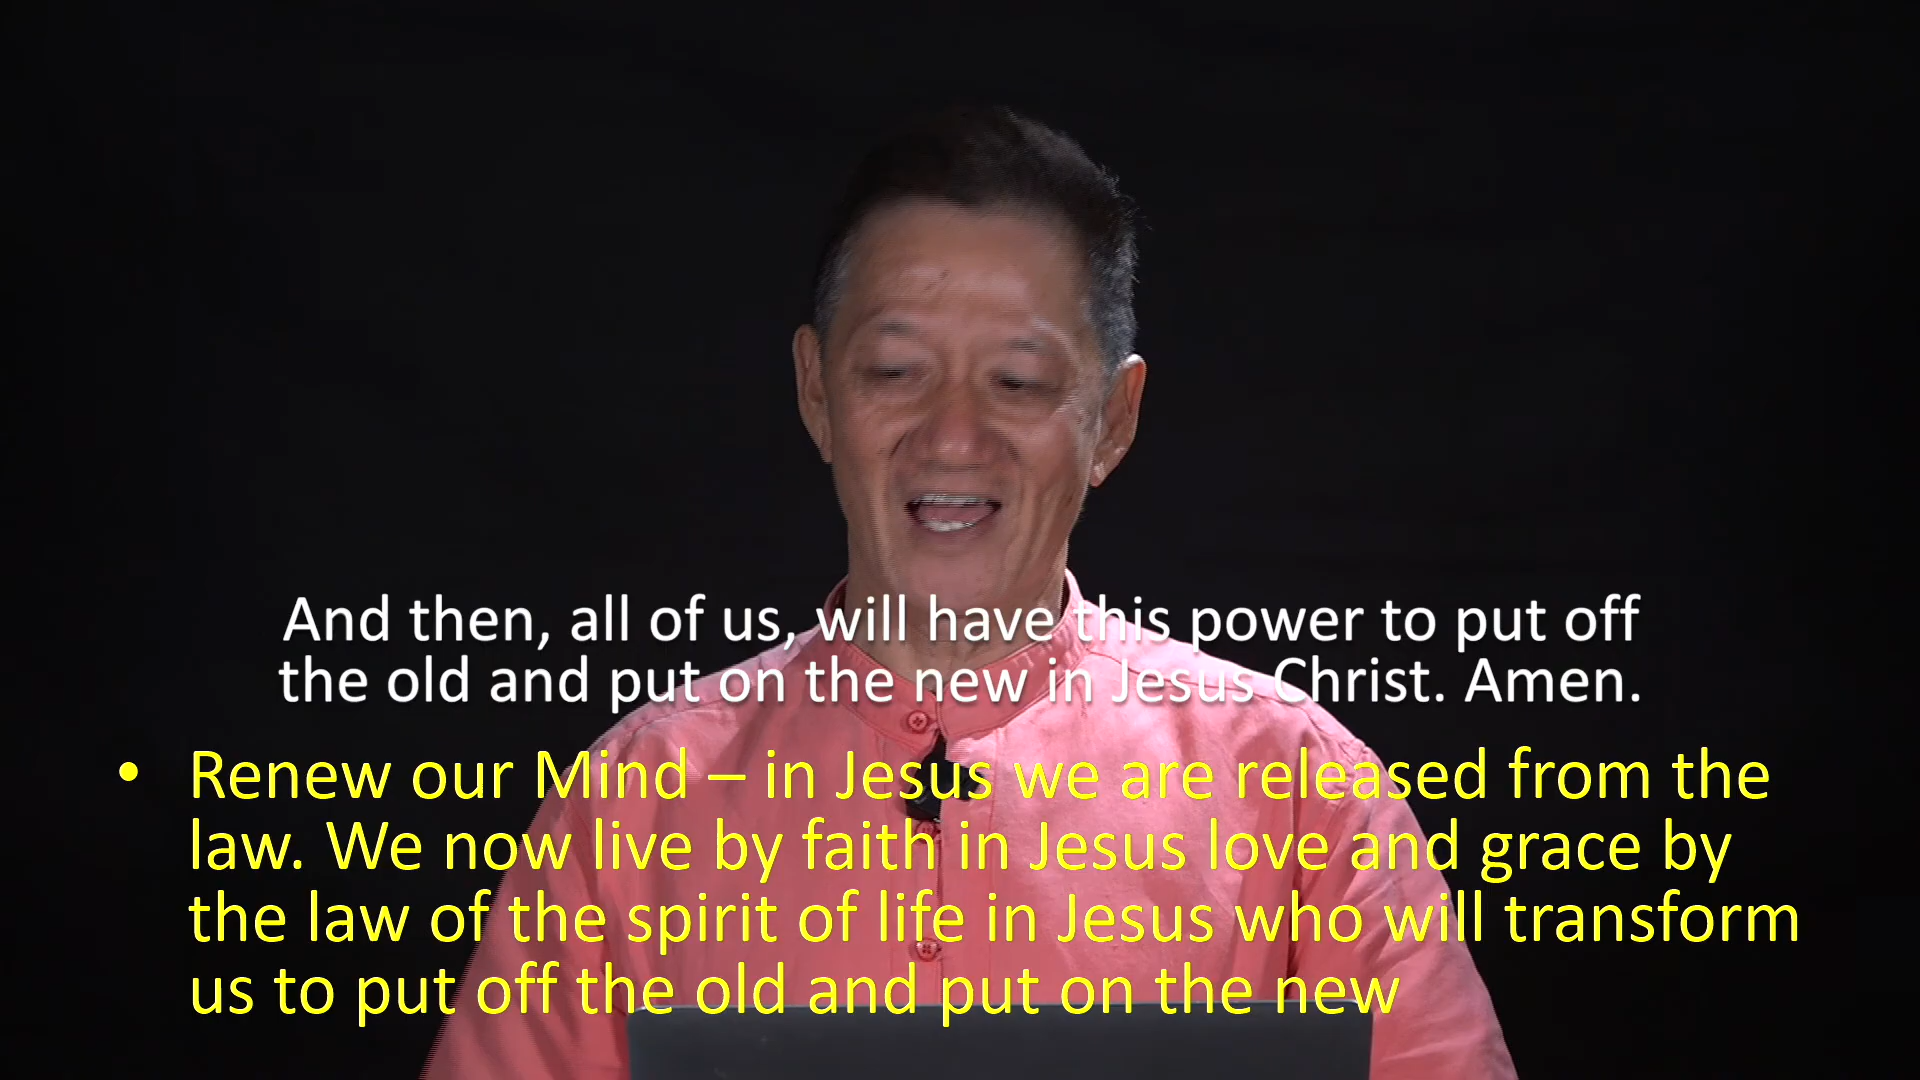 And then, all of us, will have this power to put off
the old and put on the new in Jesus Christ. Amen.
• Renew our Mind – in Jesus we are released from the
law. We now live by faith in Jesus love and grace by
the law of the spirit of life in Jesus who will transform
us to put off the old and put on the new